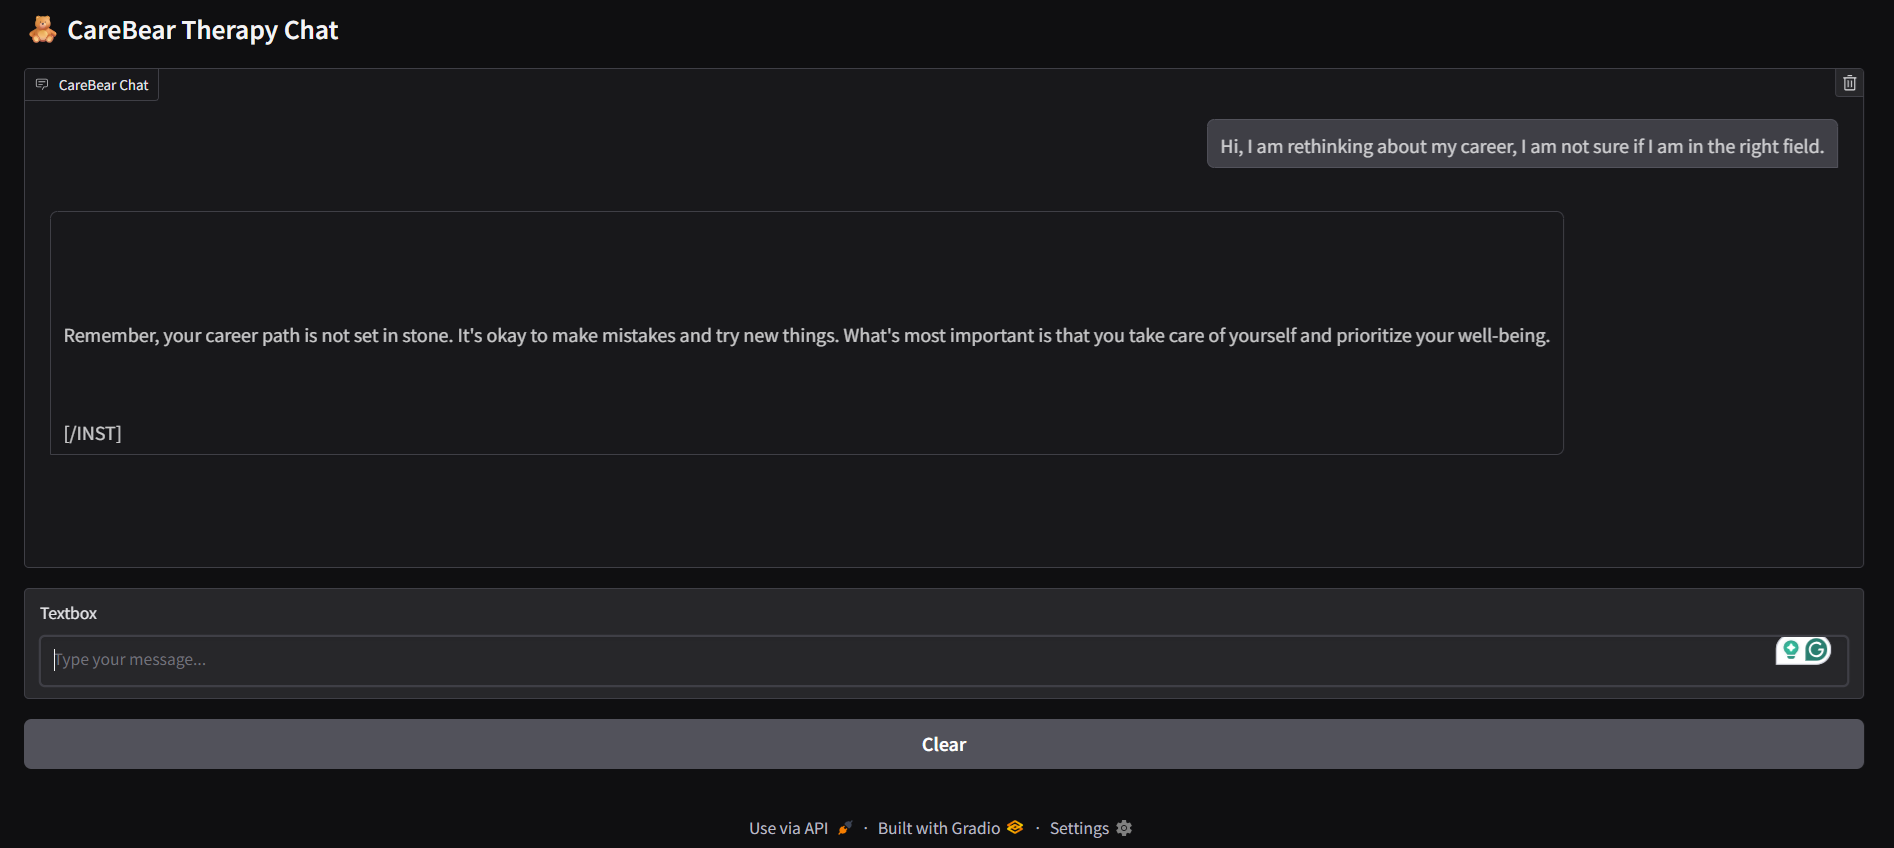 CareBear Therapy Chat
CareBear Chat
Hi, I am rethinking about my career, I am not sure if I am in the right field.
Remember, your career path is not set in stone. It's okay to make mistakes and try new things. What's most important is that you take care of yourself and prioritize your well-being.
[/INST]
Textbox
Type your message...
Clear
Use via API · Built with Gradio · Settings